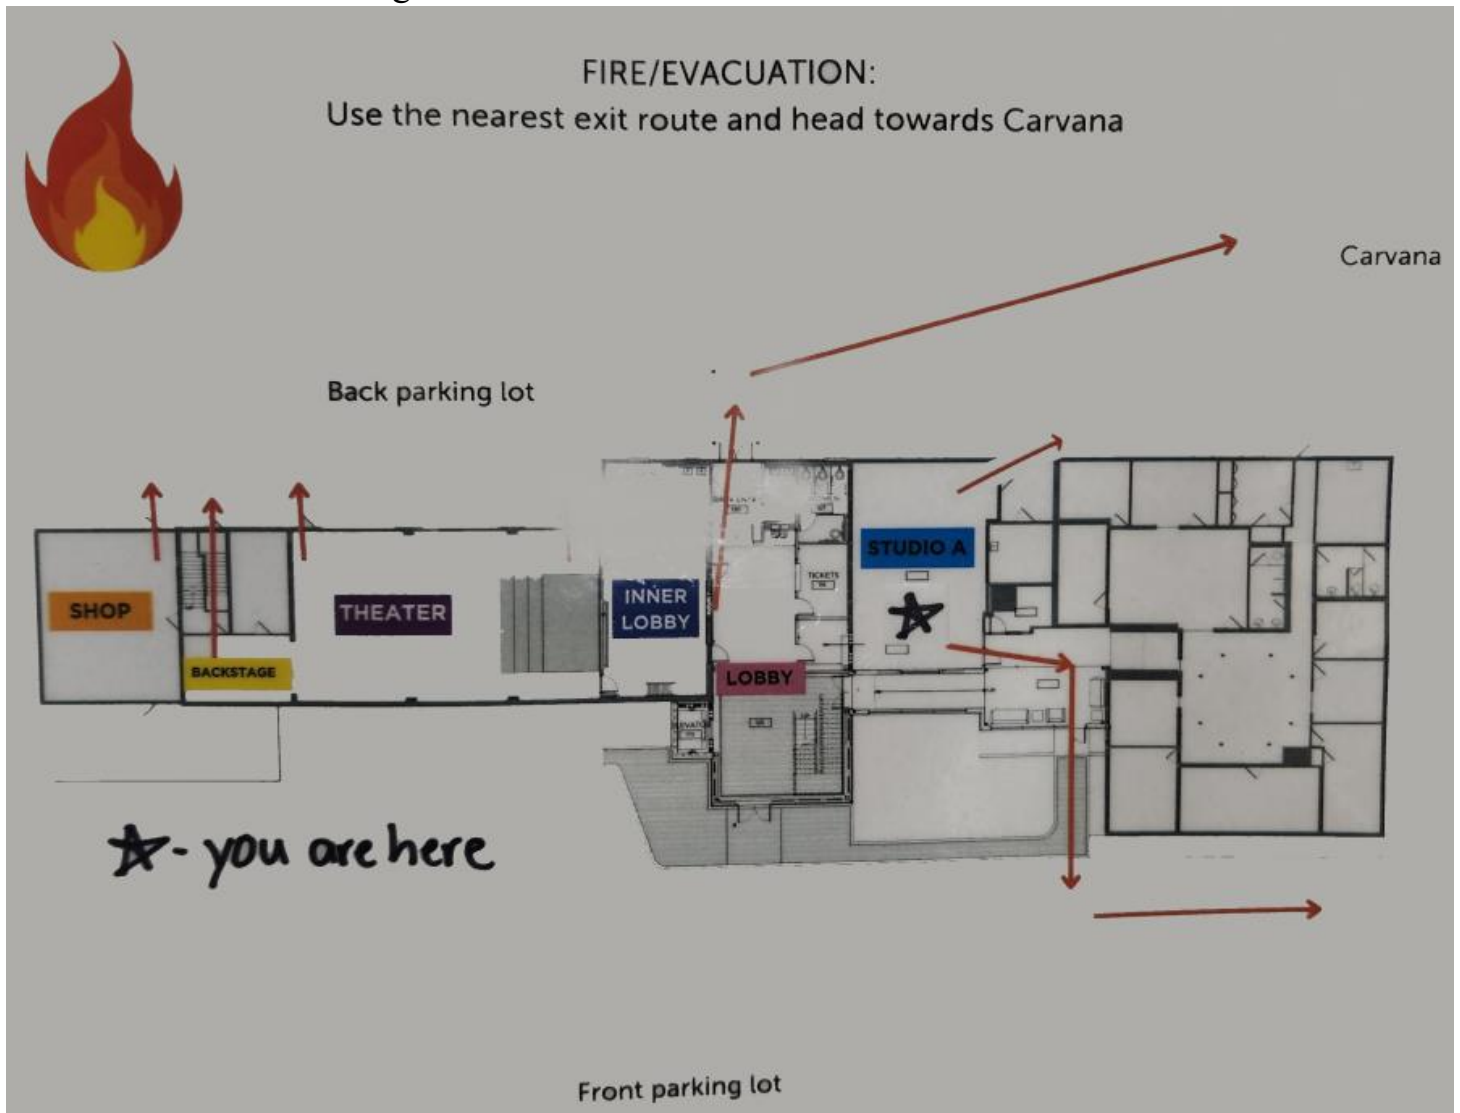 FIRE/EVACUATION:
Use the nearest exit route and head towards Carvana
Carvana
Back parking lot
STUDIO A
TICKETS
SHOP
THEATER
INNER
LOBBY
BACKSTAGE
LOBBY
☆- you are here
Front parking lot